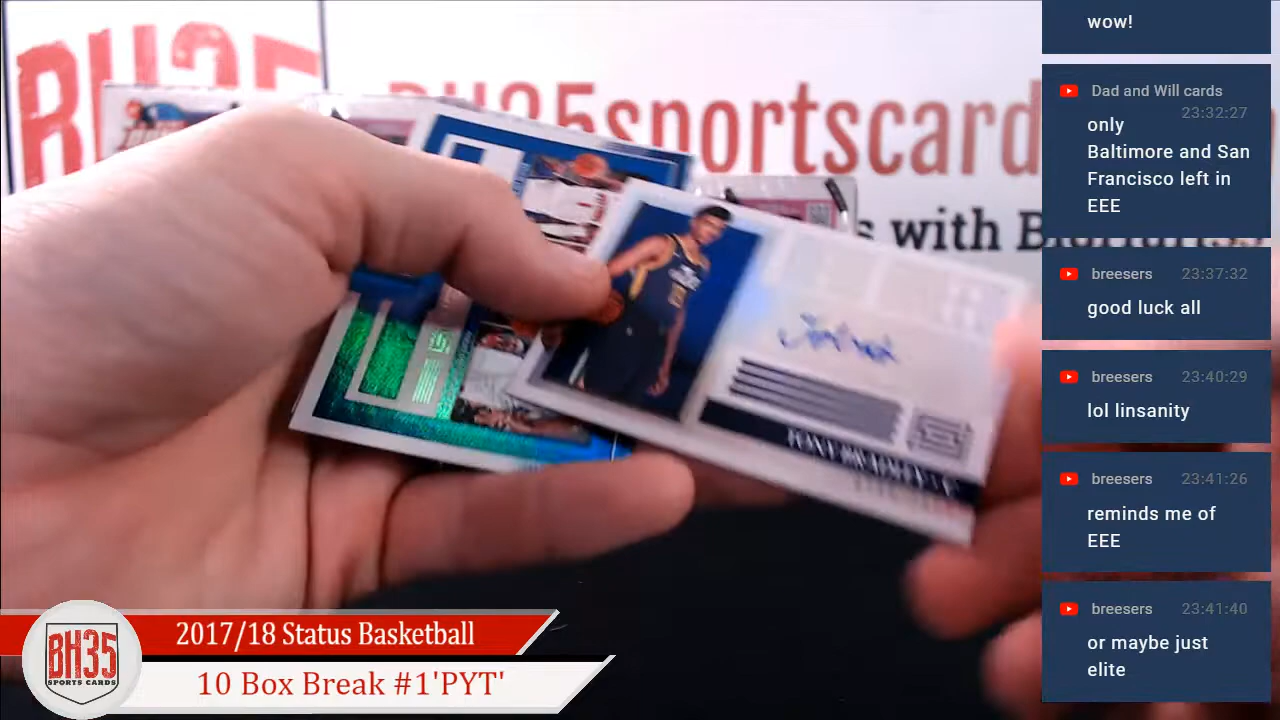 BH35
BH35sportscard
s with B
wow!
Dad and Will cards
23:32:27
only
Baltimore and San
Francisco left in
EEE
breesers 23:37:32
good luck all
breesers 23:40:29
lol linsanity
breesers 23:41:26
reminds me of
EEE
breesers 23:41:40
or maybe just
elite
2017/18 Status Basketball
10 Box Break #1'PYT'
BH35
SPORTS CARDS